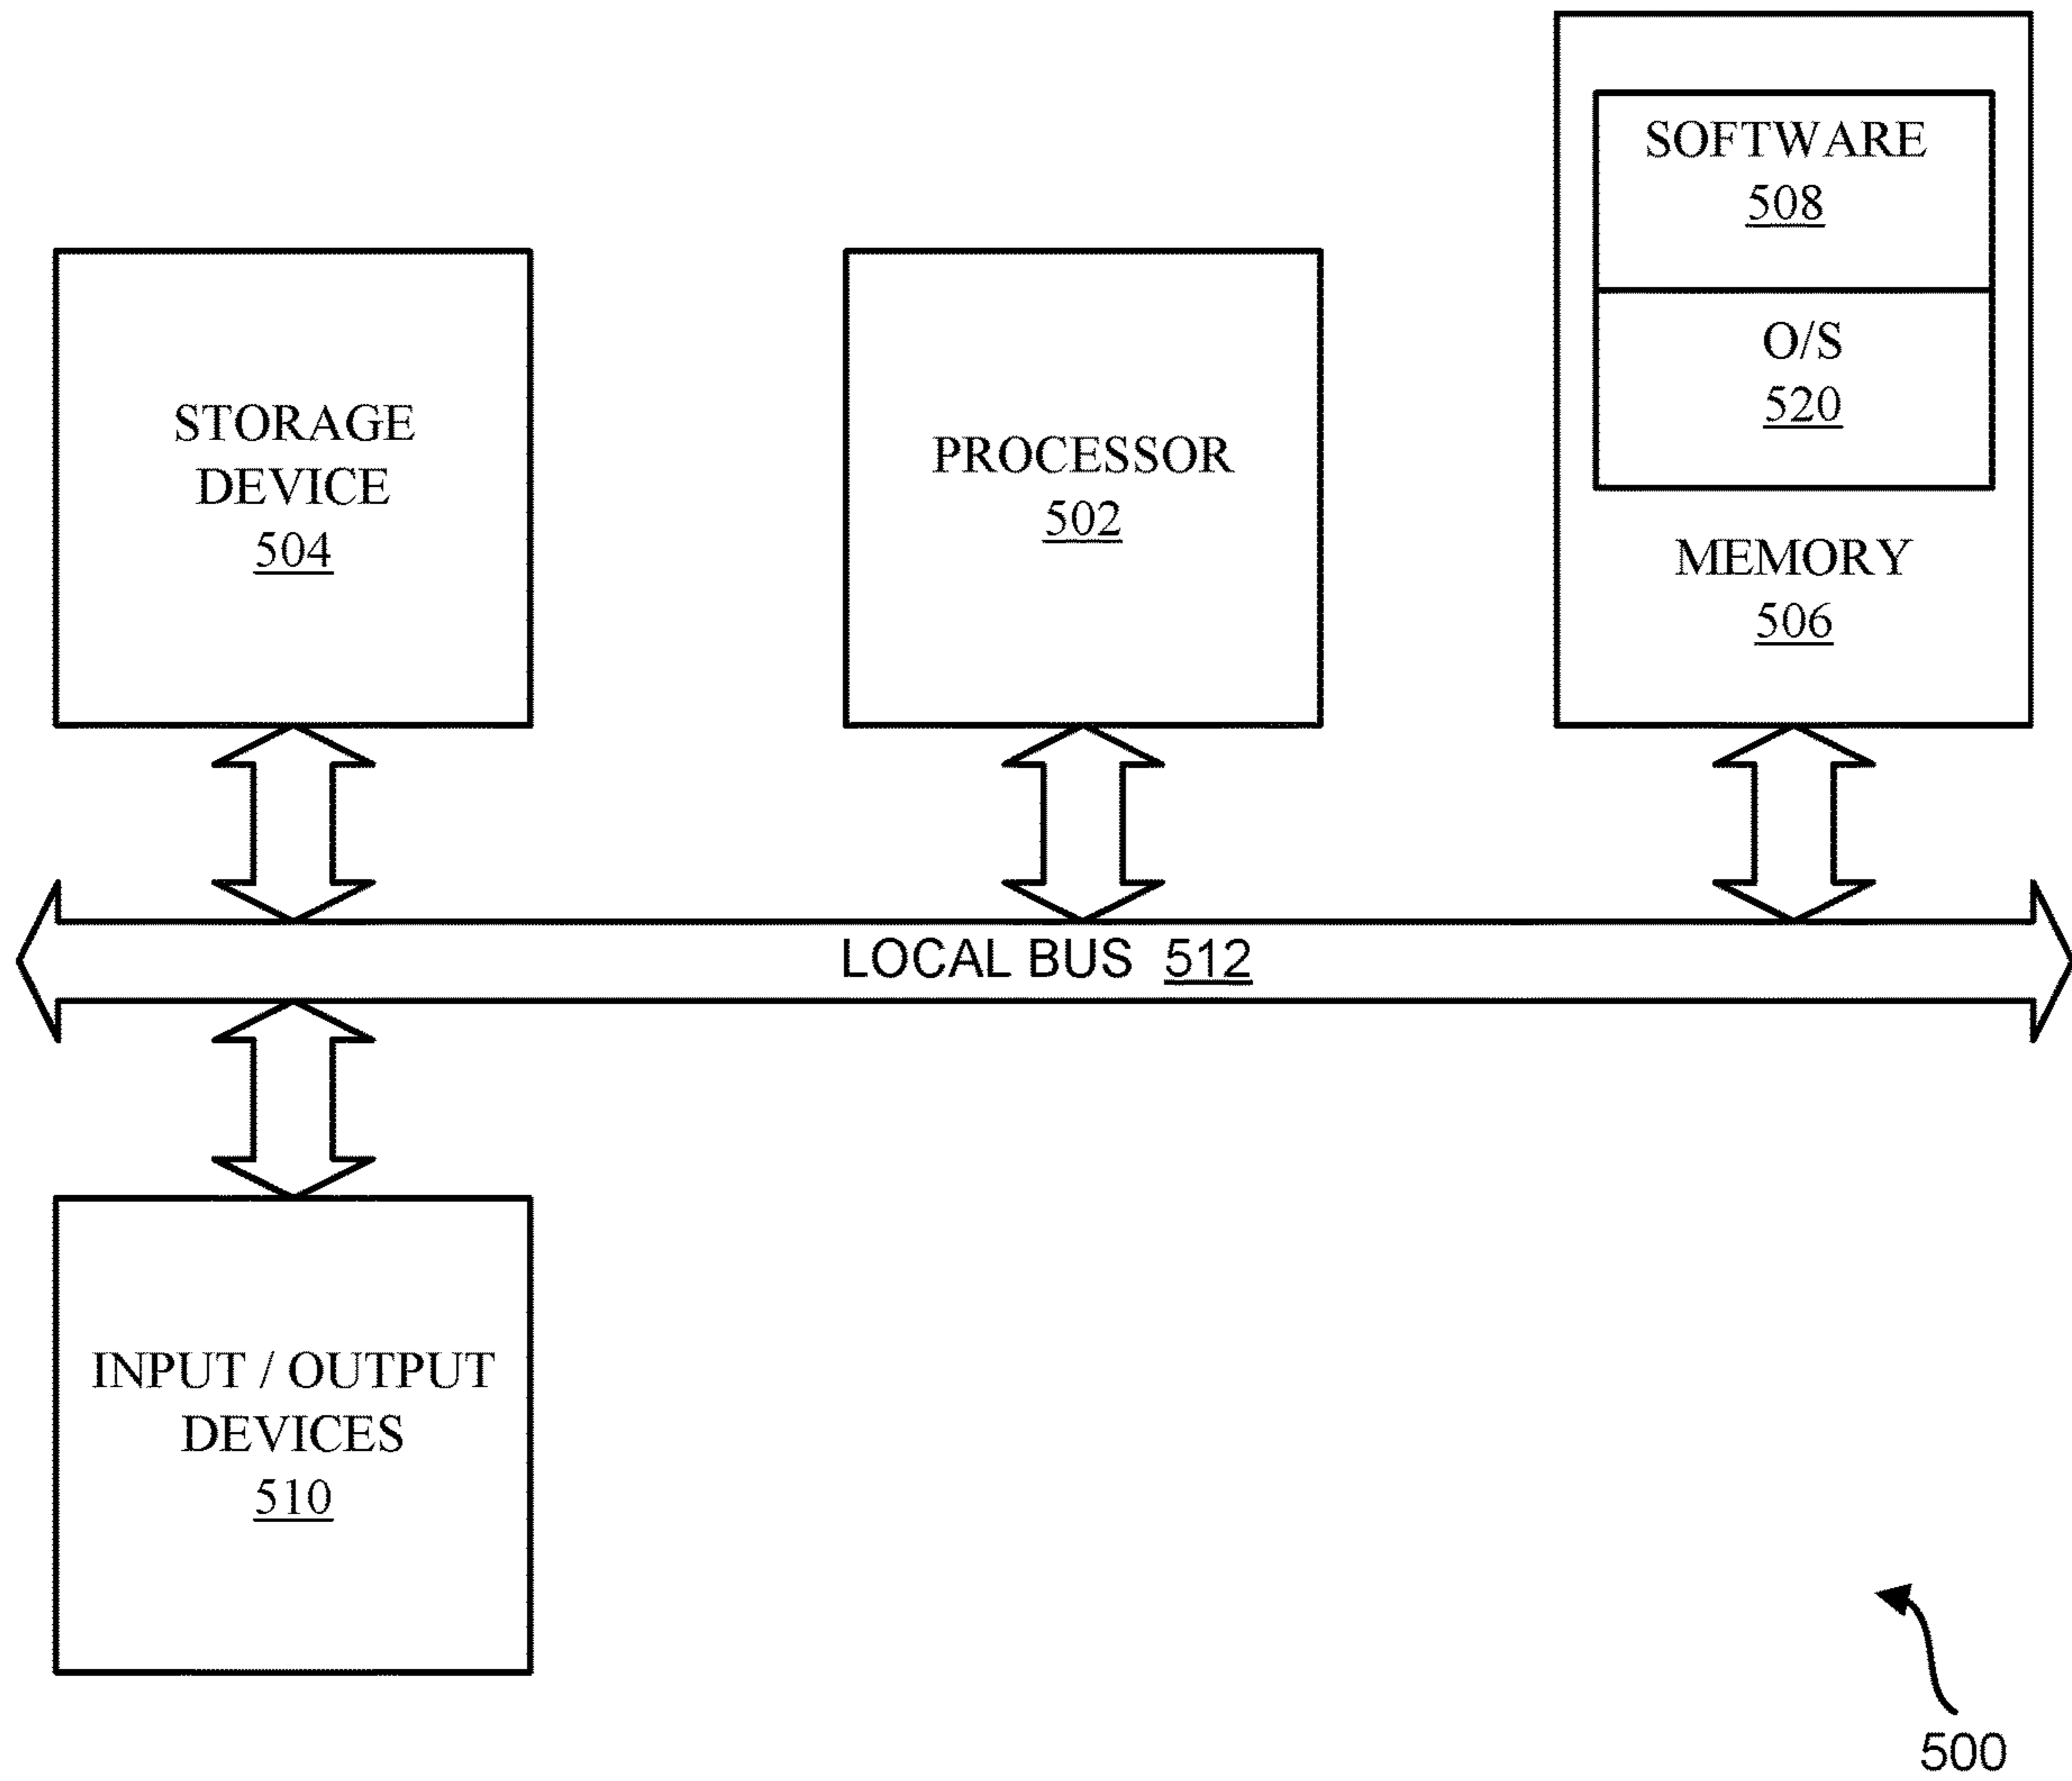 SOFTWARE
508
O/S
520
MEMORY
506
STORAGE
DEVICE
504
PROCESSOR
502
LOCAL BUS 512
INPUT / OUTPUT
DEVICES
510
500